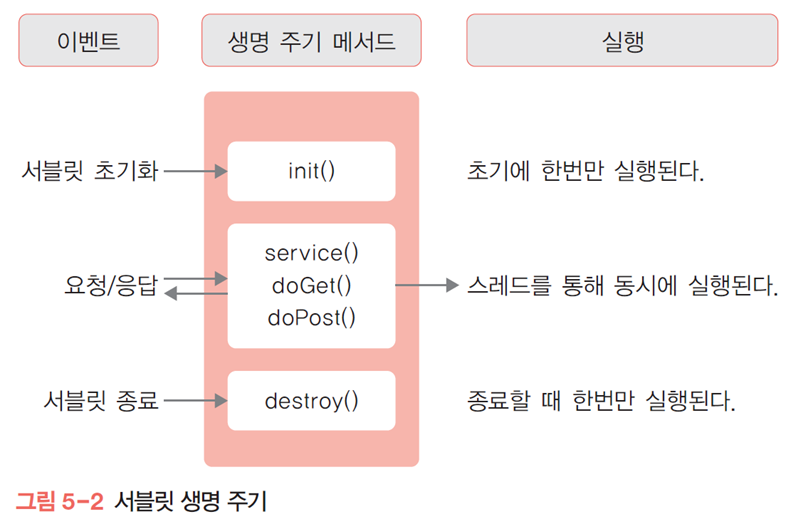 이벤트
생명 주기 메서드
실행
서블릿 초기화
init()
초기에 한번만 실행된다.
요청/응답
service()
doGet()
doPost()
스레드를 통해 동시에 실행된다.
서블릿 종료
destroy()
종료할 때 한번만 실행된다.
그림 5-2 서블릿 생명 주기